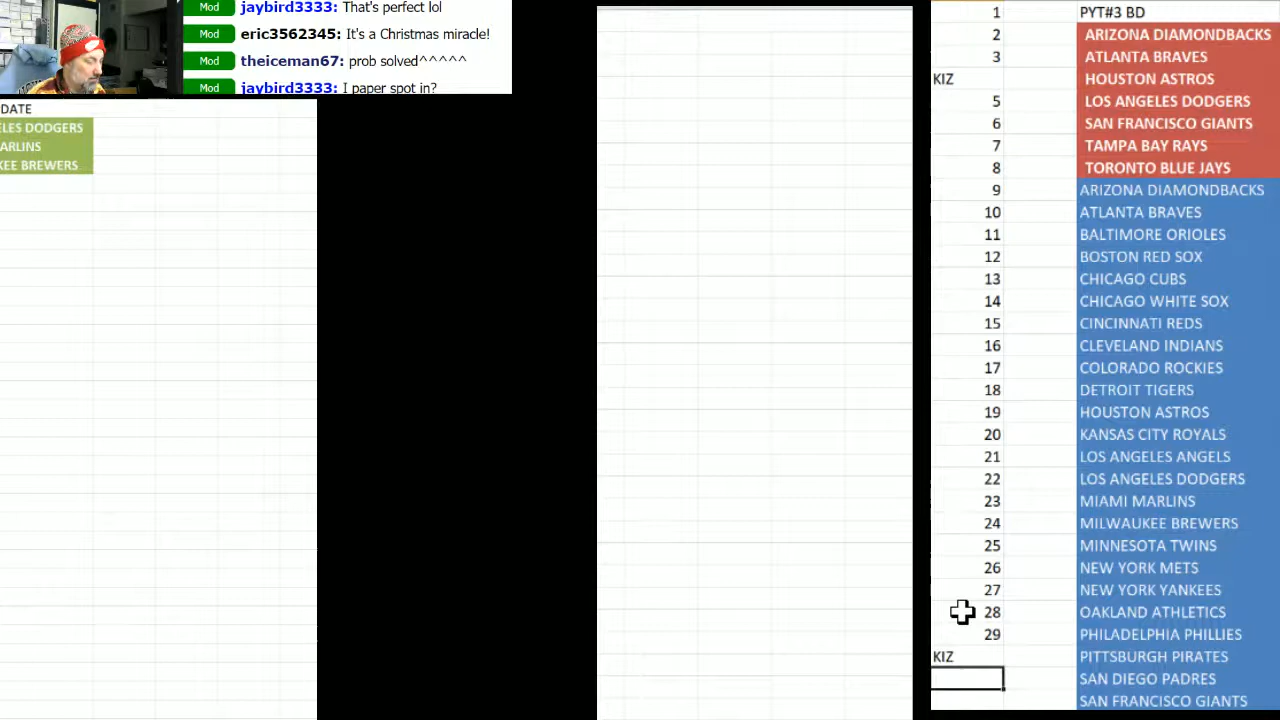 Mod jaybird3333: That's perfect lol
Mod eric3562345: It's a Christmas miracle!
Mod theiceman67: prob solved^^^^^
Mod jaybird3333: I paper spot in?
DATE
LES DODGERS
ARLINS
KEE BREWERS
1 PYT#3 BD
2 ARIZONA DIAMONDBACKS
3 ATLANTA BRAVES
KIZ HOUSTON ASTROS
5 LOS ANGELES DODGERS
6 SAN FRANCISCO GIANTS
7 TAMPA BAY RAYS
8 TORONTO BLUE JAYS
9 ARIZONA DIAMONDBACKS
10 ATLANTA BRAVES
11 BALTIMORE ORIOLES
12 BOSTON RED SOX
13 CHICAGO CUBS
14 CHICAGO WHITE SOX
15 CINCINNATI REDS
16 CLEVELAND INDIANS
17 COLORADO ROCKIES
18 DETROIT TIGERS
19 HOUSTON ASTROS
20 KANSAS CITY ROYALS
21 LOS ANGELES ANGELS
22 LOS ANGELES DODGERS
23 MIAMI MARLINS
24 MILWAUKEE BREWERS
25 MINNESOTA TWINS
26 NEW YORK METS
27 NEW YORK YANKEES
28 OAKLAND ATHLETICS
29 PHILADELPHIA PHILLIES
KIZ PITTSBURGH PIRATES
SAN DIEGO PADRES
SAN FRANCISCO GIANTS